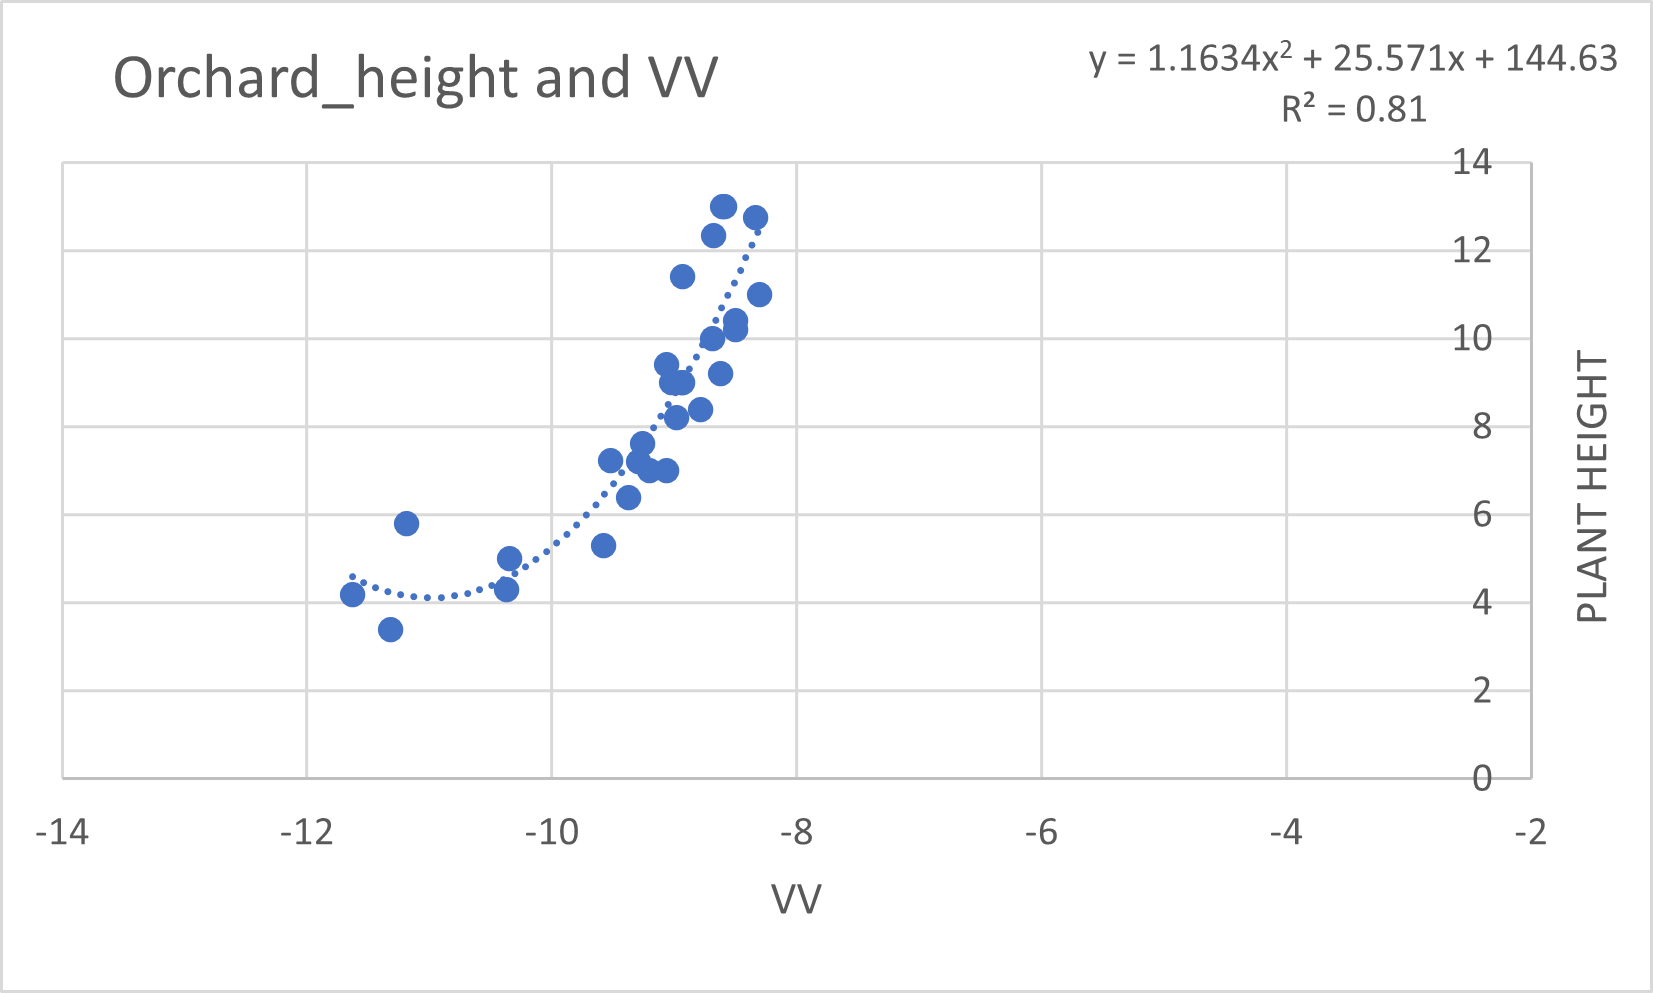 Orchard_height and VV
y = 1.1634x² + 25.571x + 144.63
R² = 0.81
14
12
10
8
6
4
2
0
PLANT HEIGHT
-14 -12 -10 -8 -6 -4 -2
VV